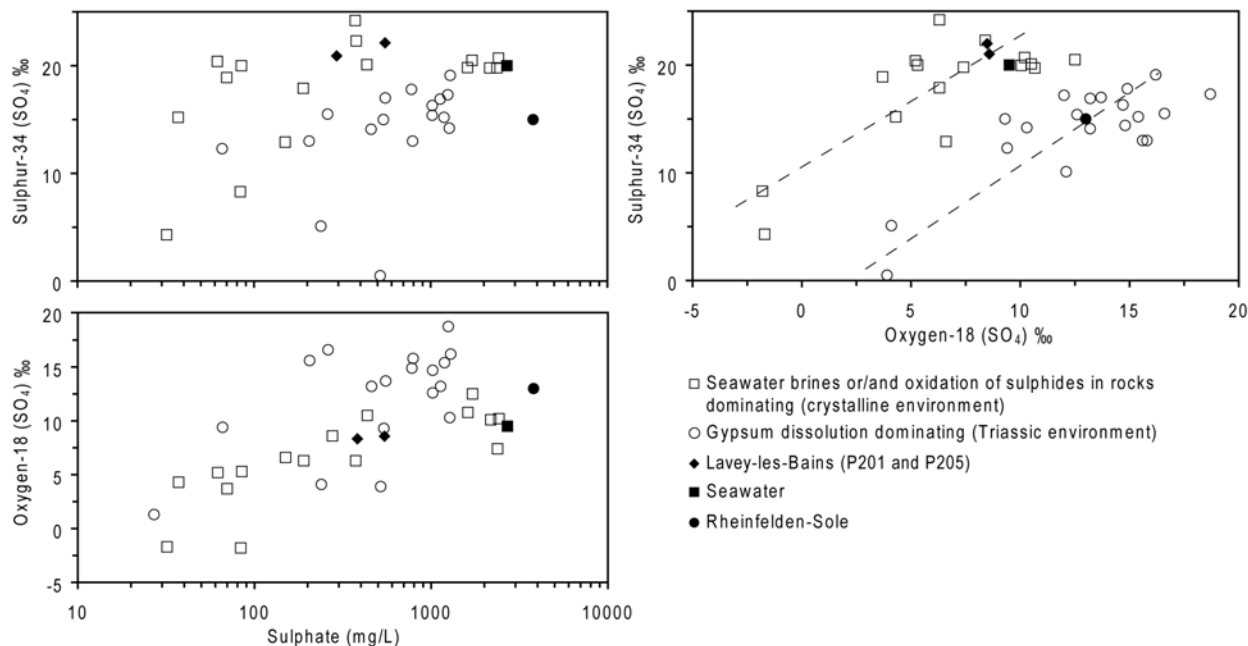 20
10
0
Sulphur-34 (SO4) ‰
20
15
10
5
0
-5
Oxygen-18 (SO4) ‰
10
100
1000
10000
Sulphate (mg/L)
20
10
0
Sulphur-34 (SO4) ‰
-5
0
5
10
15
20
Oxygen-18 (SO4) ‰
Seawater brines or/and oxidation of sulphides in rocks
dominating (crystalline environment)
Gypsum dissolution dominating (Triassic environment)
Lavey-les-Bains (P201 and P205)
Seawater
Rheinfelden-Sole